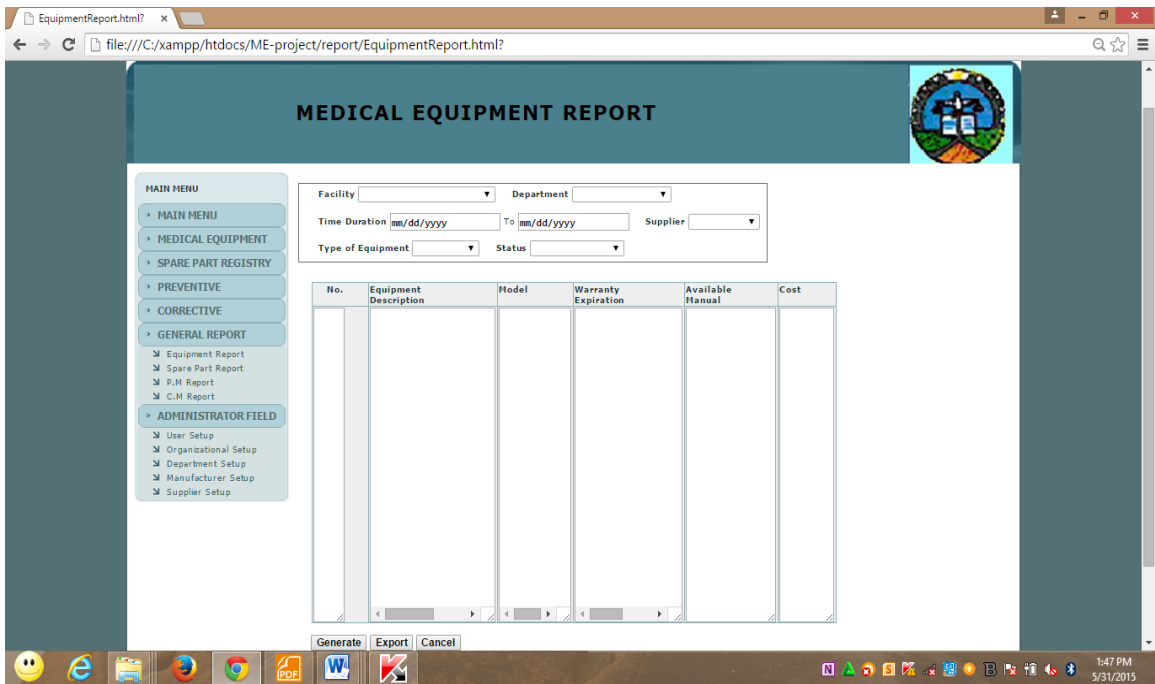 EquipmentReport.html?
file:///C:/xampp/htdocs/ME-project/report/EquipmentReport.html?
MEDICAL EQUIPMENT REPORT
MAIN MENU
MAIN MENU
MEDICAL EQUIPMENT
SPARE PART REGISTRY
PREVENTIVE
CORRECTIVE
GENERAL REPORT
Equipment Report
Spare Part Report
P.M Report
C.M Report
ADMINISTRATOR FIELD
User Setup
Organizational Setup
Department Setup
Manufacturer Setup
Supplier Setup
Facility Department
Time Duration mm/dd/yyyy To mm/dd/yyyy Supplier
Type of Equipment Status
No. Equipment Model Warranty Available Cost
Description Expiration Manual
Generate Export Cancel
PDF
1:47 PM
5/31/2015